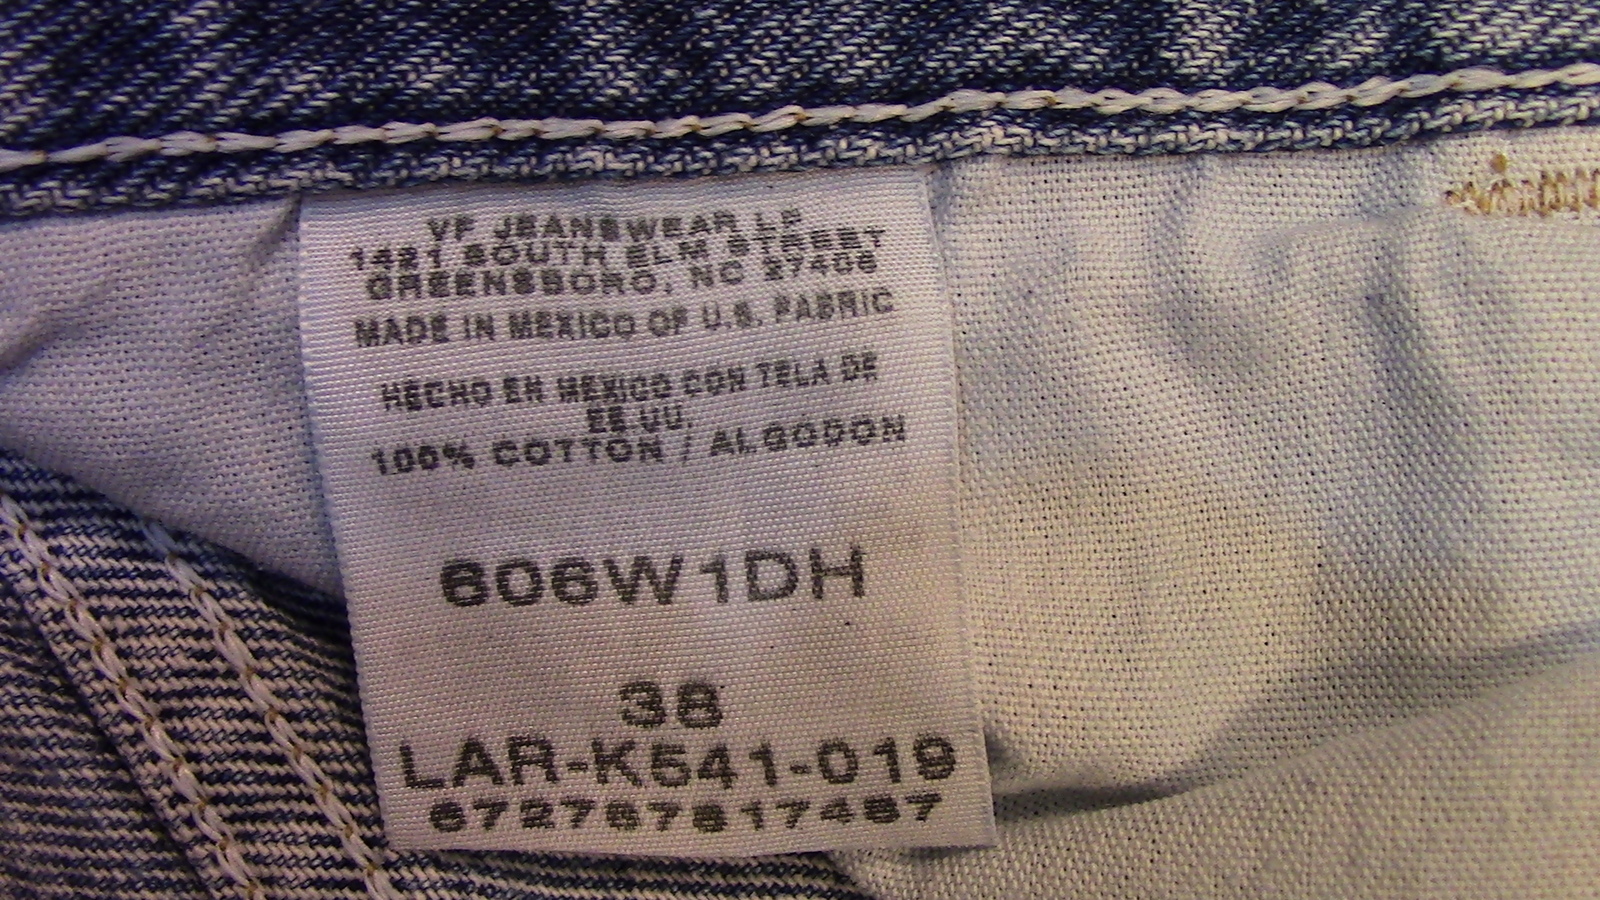 VF JEANSWEAR LP
1421 SOUTH ELM STREET
GREENSBORO, NC 27406
MADE IN MEXICO OF U.S. FABRIC
HECHO EN MEXICO CON TELA DE
EE.UU.
100% COTTON / ALGODON
606W1DH
38
LAR-K541-019